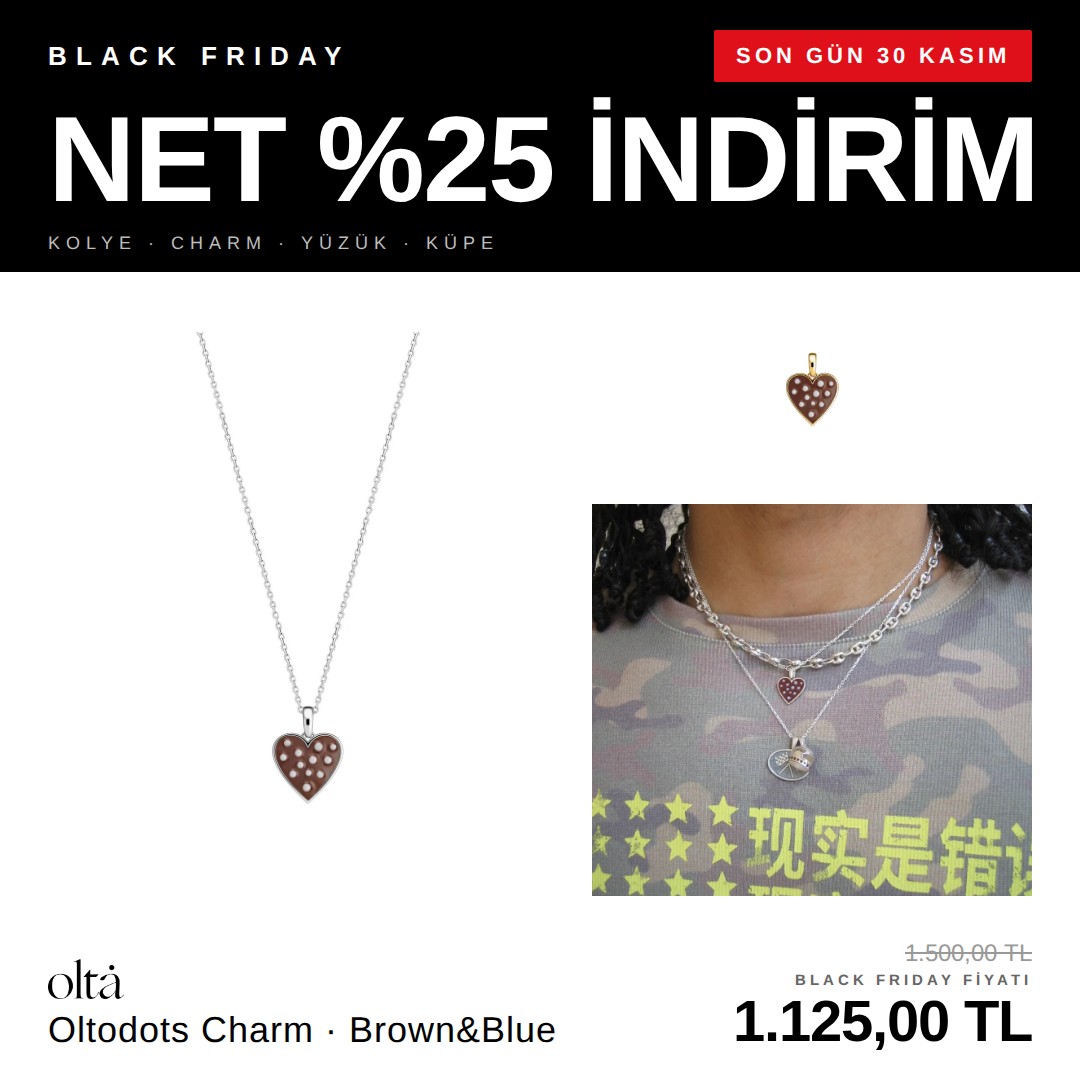 BLACK FRIDAY
SON GÜN 30 KASIM
NET %25 İNDİRİM
KOLYE · CHARM · YÜZÜK · KÜPE
现实是错
olta
Oltodots Charm · Brown&Blue
1.500,00 TL
BLACK FRIDAY FİYATI
1.125,00 TL